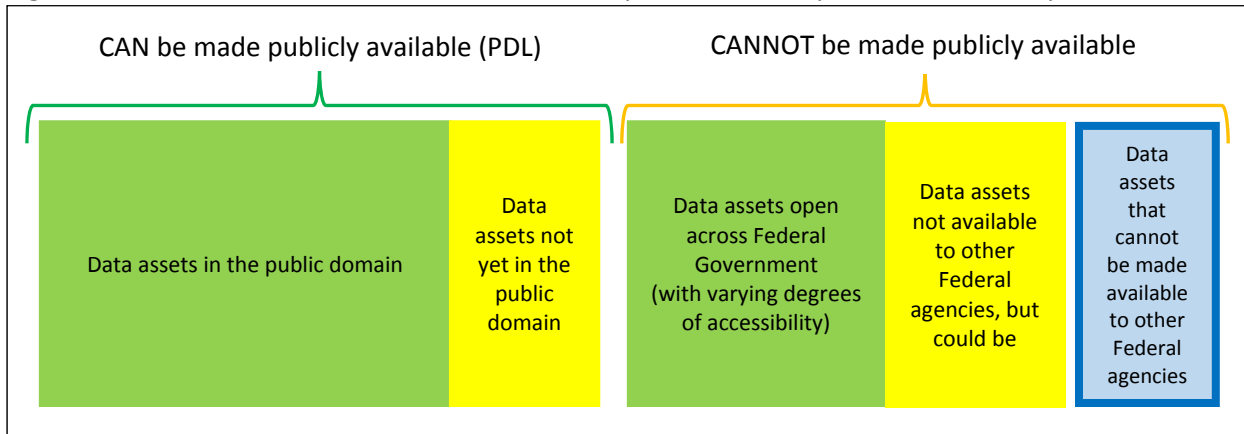 CAN be made publicly available (PDL)
CANNOT be made publicly available
Data assets in the public domain
Data
assets not
yet in the
public
domain
Data assets open
across Federal
Government
(with varying degrees
of accessibility)
Data assets
not available
to other
Federal
agencies, but
could be
Data
assets
that
cannot
be made
available
to other
Federal
agencies